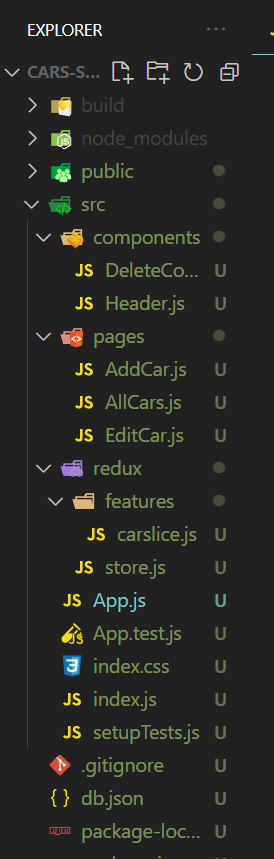 EXPLORER ...
CARS-S...
build
node_modules
public
src
components
JS DeleteCo... U
JS Header.js U
pages
JS AddCar.js U
JS AllCars.js U
JS EditCar.js U
redux
features
JS carslice.js U
JS store.js U
JS App.js U
App.test.js U
index.css U
JS index.js U
JS setupTests.js U
.gitignore U
{ } db.json U
package-loc... U